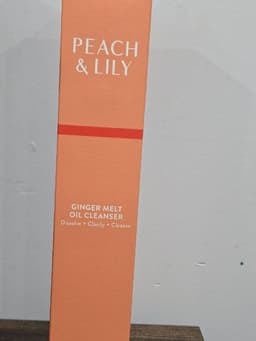 PEACH
& LILY
GINGER MELT
OIL CLEANSER
Dissolve + Clarify + Cleanse